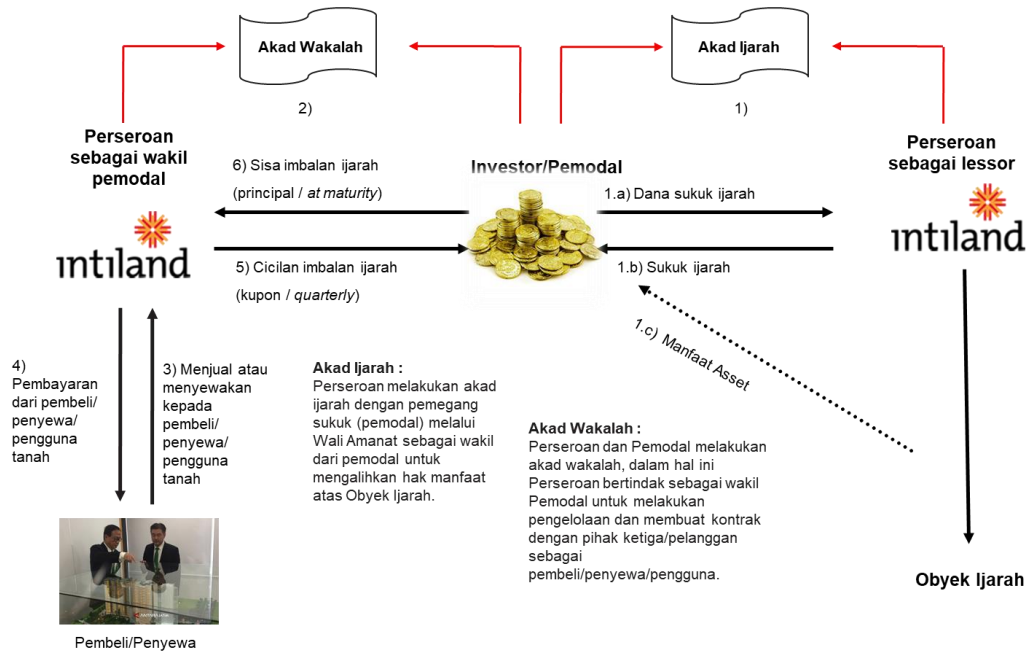 Akad Wakalah
2)
Akad Ijarah
1)
Perseroan
sebagai wakil
pemodal
intiland
6) Sisa imbalan ijarah
(principal / at maturity)
5) Cicilan imbalan ijarah
(kupon / quarterly)
Investor/Pemodal
1.a) Dana sukuk ijarah
1.b) Sukuk ijarah
1.c) Manfaat Asset
Perseroan
sebagai lessor
intiland
4)
Pembayaran
dari pembeli/
penyewa/
pengguna
tanah
3) Menjual atau
menyewakan
kepada
pembeli/
penyewa/
pengguna
tanah
Akad Ijarah :
Perseroan melakukan akad
ijarah dengan pemegang
sukuk (pemodal) melalui
Wali Amanat sebagai wakil
dari pemodal untuk
mengalihkan hak manfaat
atas Obyek Ijarah.
Akad Wakalah :
Perseroan dan Pemodal melakukan
akad wakalah, dalam hal ini
Perseroan bertindak sebagai wakil
Pemodal untuk melakukan
pengelolaan dan membuat kontrak
dengan pihak ketiga/pelanggan
sebagai
pembeli/penyewa/pengguna.
Obyek Ijarah
Pembeli/Penyewa